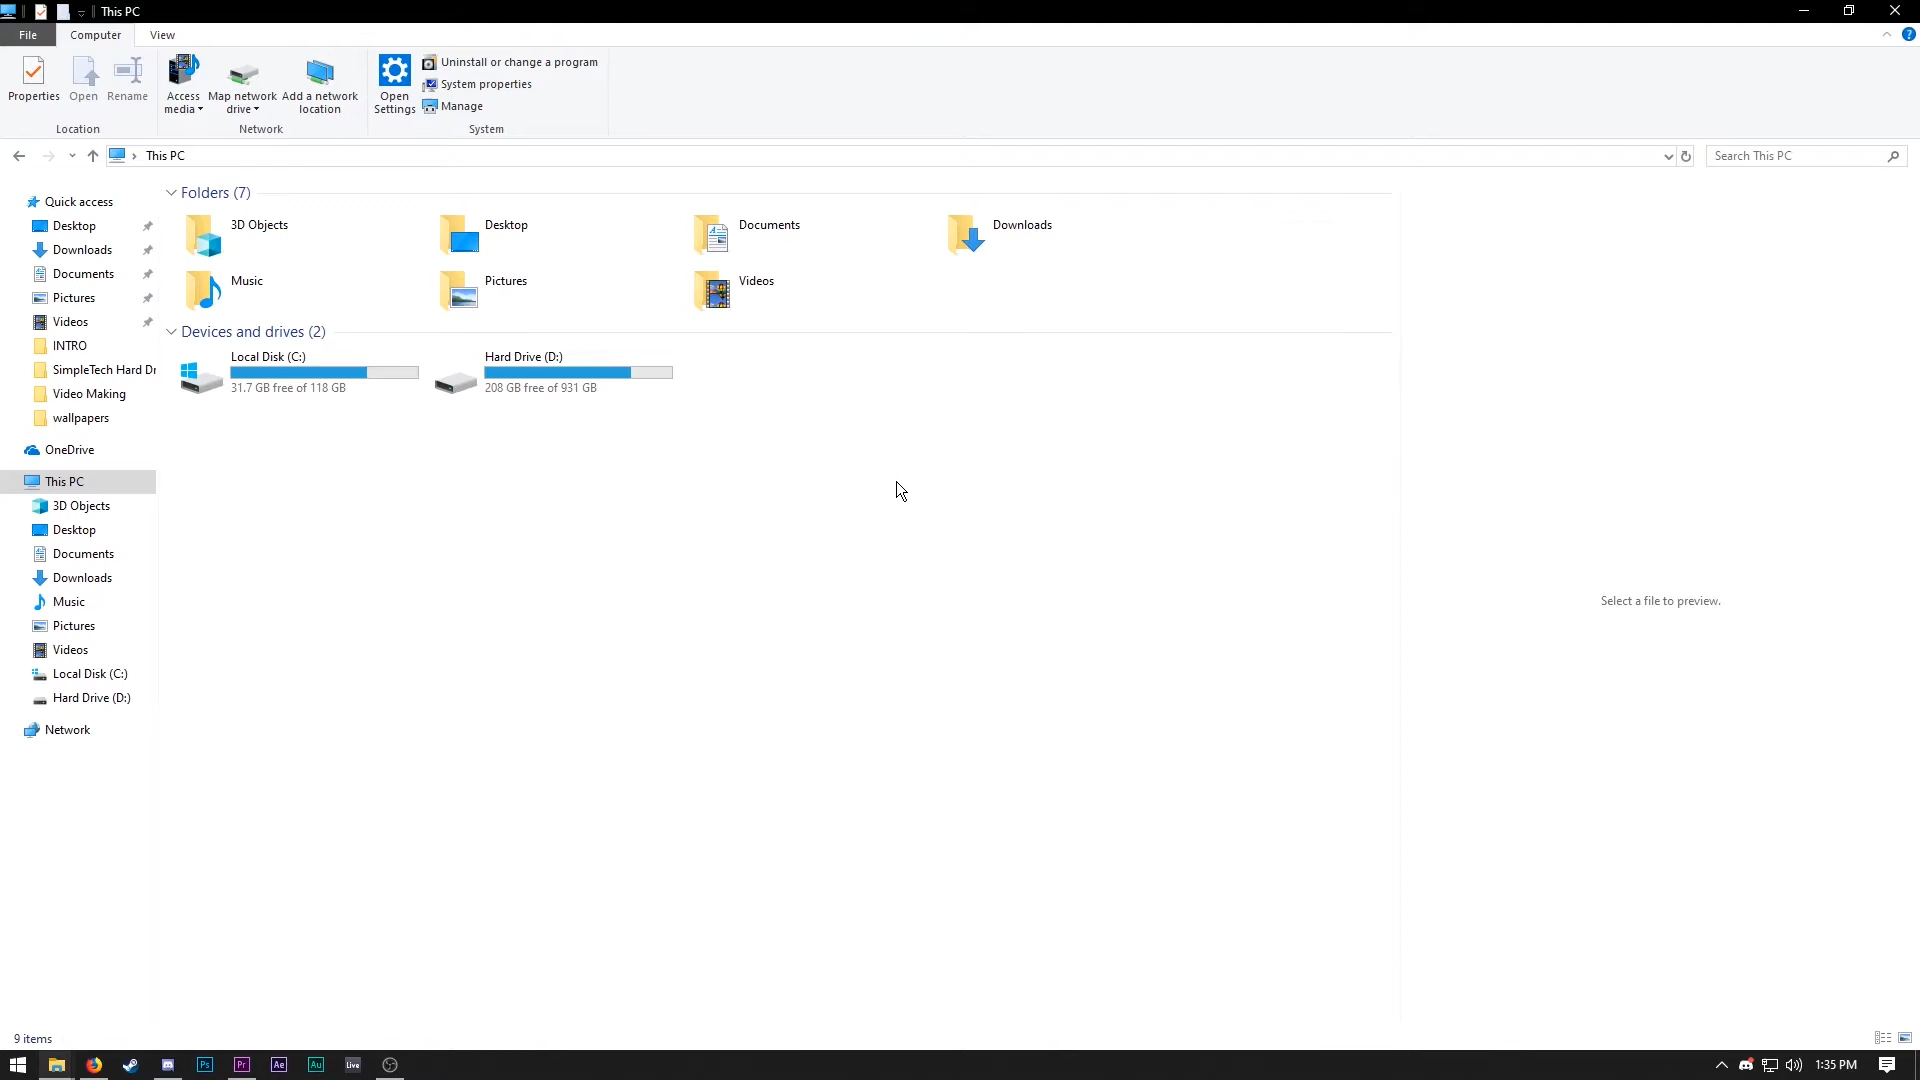 This PC
File
Computer
View
Properties
Open
Rename
Access media
Map network drive
Add a network location
Open Settings
Uninstall or change a program
System properties
Manage
Location
Network
System
This PC
Search This PC
Quick access
Desktop
Downloads
Documents
Pictures
Videos
INTRO
SimpleTech Hard Dr
Video Making
wallpapers
OneDrive
This PC
3D Objects
Desktop
Documents
Downloads
Music
Pictures
Videos
Local Disk (C:)
Hard Drive (D:)
Network
Folders (7)
3D Objects
Desktop
Documents
Downloads
Music
Pictures
Videos
Devices and drives (2)
Local Disk (C:)
31.7 GB free of 118 GB
Hard Drive (D:)
208 GB free of 931 GB
Select a file to preview.
9 items
Ps
Pr
Ae
Au
live
1:35 PM